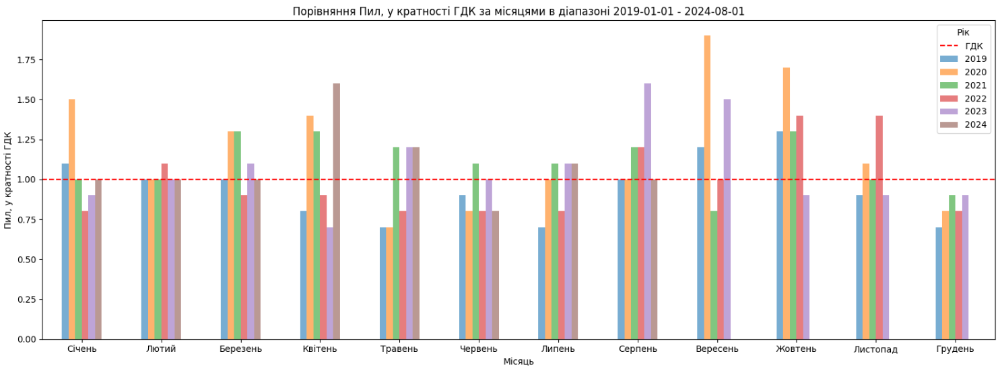 Порівняння Пил, у кратності ГДК за місяцями в діапазоні 2019-01-01 - 2024-08-01
Рік
ГДК
2019
2020
2021
2022
2023
2024
Пил, у кратності ГДК
1.75
1.50
1.25
1.00
0.75
0.50
0.25
0.00
Січень Лютий Березень Квітень Травень Червень Липень Серпень Вересень Жовтень Листопад Грудень
Місяць